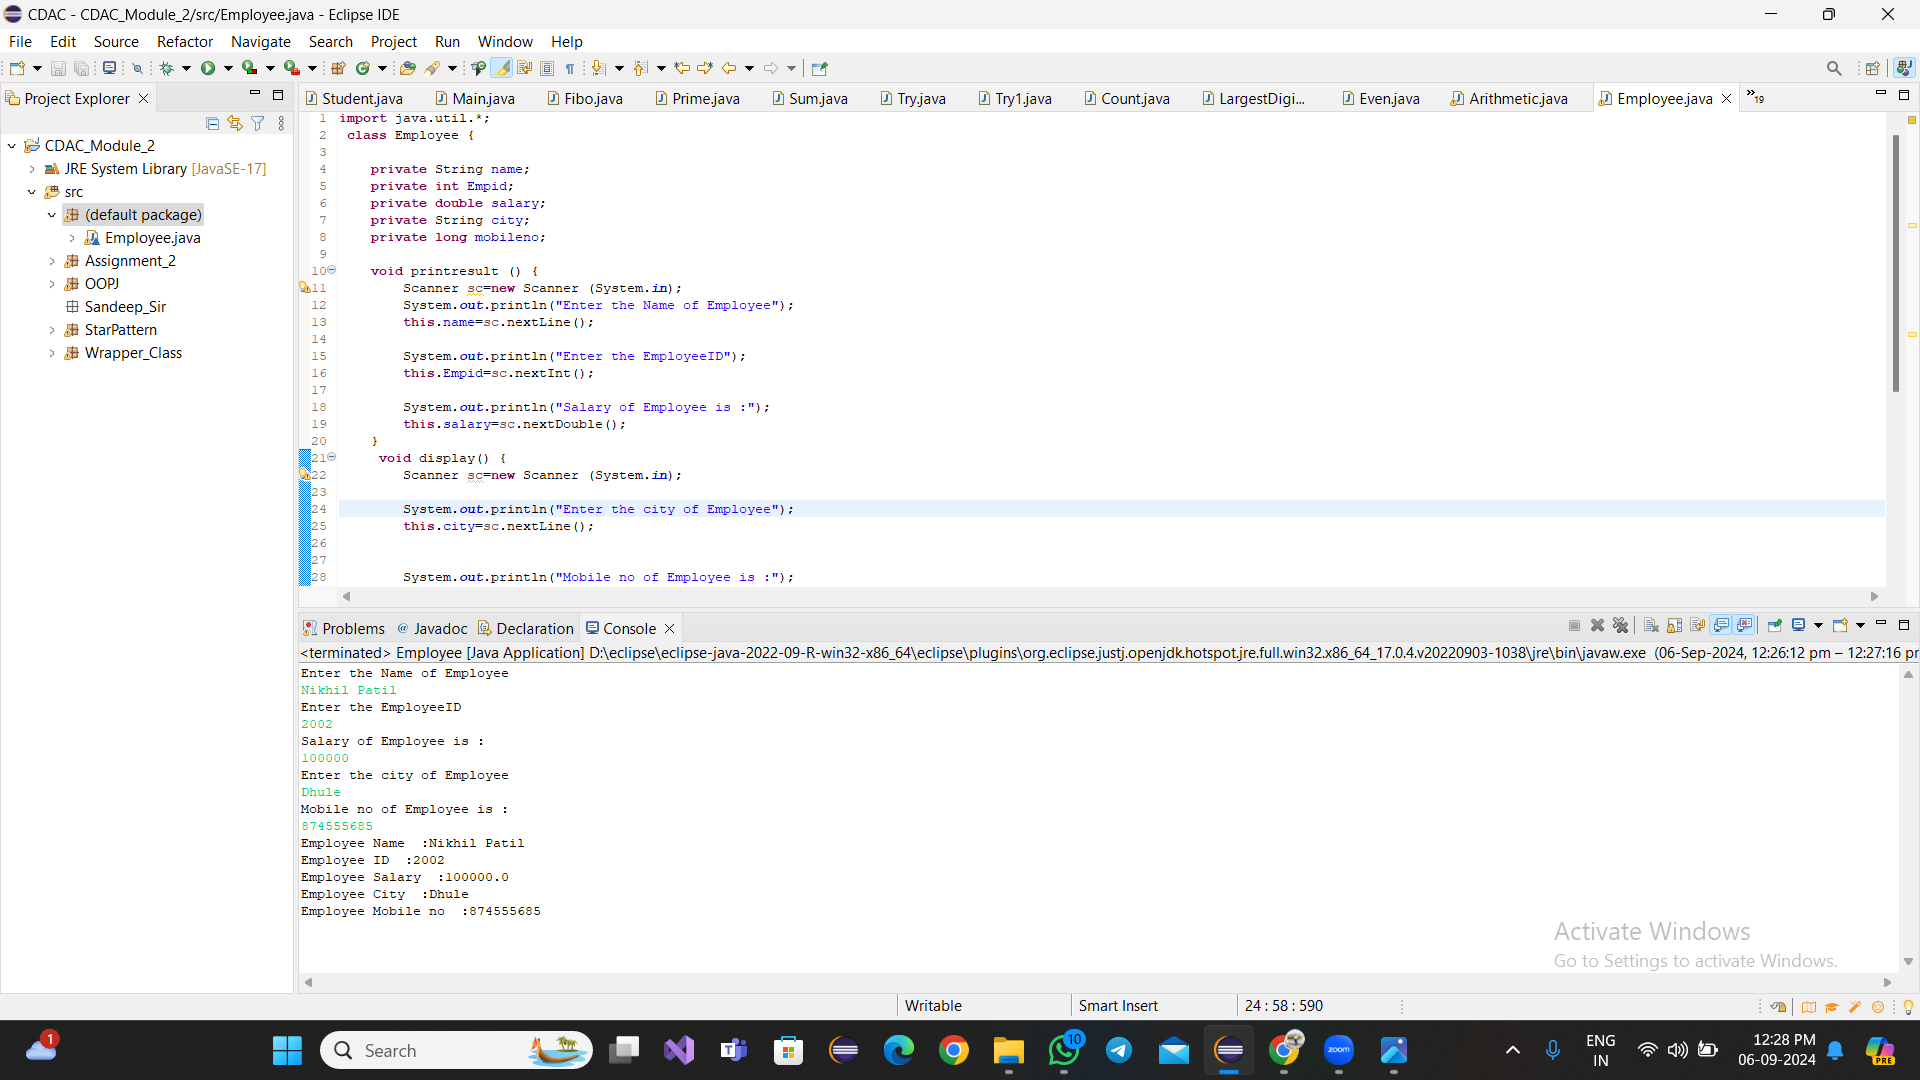 CDAC - CDAC_Module_2/src/Employee.java - Eclipse IDE
File Edit Source Refactor Navigate Search Project Run Window Help
Project Explorer
Student.java Main.java Fibo.java Prime.java Sum.java Try.java Try1.java Count.java LargestDigi... Even.java Arithmetic.java Employee.java »19
CDAC_Module_2
JRE System Library [JavaSE-17]
src
(default package)
Employee.java
Assignment_2
OOPJ
Sandeep_Sir
StarPattern
Wrapper_Class
1 import java.util.*;
2 class Employee {
3
4 private String name;
5 private int Empid;
6 private double salary;
7 private String city;
8 private long mobileno;
9
10 void printresult () {
11 Scanner sc=new Scanner (System.in);
12 System.out.println("Enter the Name of Employee");
13 this.name=sc.nextLine();
14
15 System.out.println("Enter the EmployeeID");
16 this.Empid=sc.nextInt();
17
18 System.out.println("Salary of Employee is :");
19 this.salary=sc.nextDouble();
20 }
21 void display() {
22 Scanner sc=new Scanner (System.in);
23
24 System.out.println("Enter the city of Employee");
25 this.city=sc.nextLine();
26
27
28 System.out.println("Mobile no of Employee is :");
Problems @ Javadoc Declaration Console
<terminated> Employee [Java Application] D:\eclipse\eclipse-java-2022-09-R-win32-x86_64\eclipse\plugins\org.eclipse.justj.openjdk.hotspot.jre.full.win32.x86_64_17.0.4.v20220903-1038\jre\bin\javaw.exe (06-Sep-2024, 12:26:12 pm – 12:27:16 pr
Enter the Name of Employee
Nikhil Patil
Enter the EmployeeID
2002
Salary of Employee is :
100000
Enter the city of Employee
Dhule
Mobile no of Employee is :
874555685
Employee Name :Nikhil Patil
Employee ID :2002
Employee Salary :100000.0
Employee City :Dhule
Employee Mobile no :874555685
Activate Windows
Go to Settings to activate Windows.
Writable Smart Insert 24 : 58 : 590
1
Search
10
zoom
ENG
IN
12:28 PM
06-09-2024
PRE